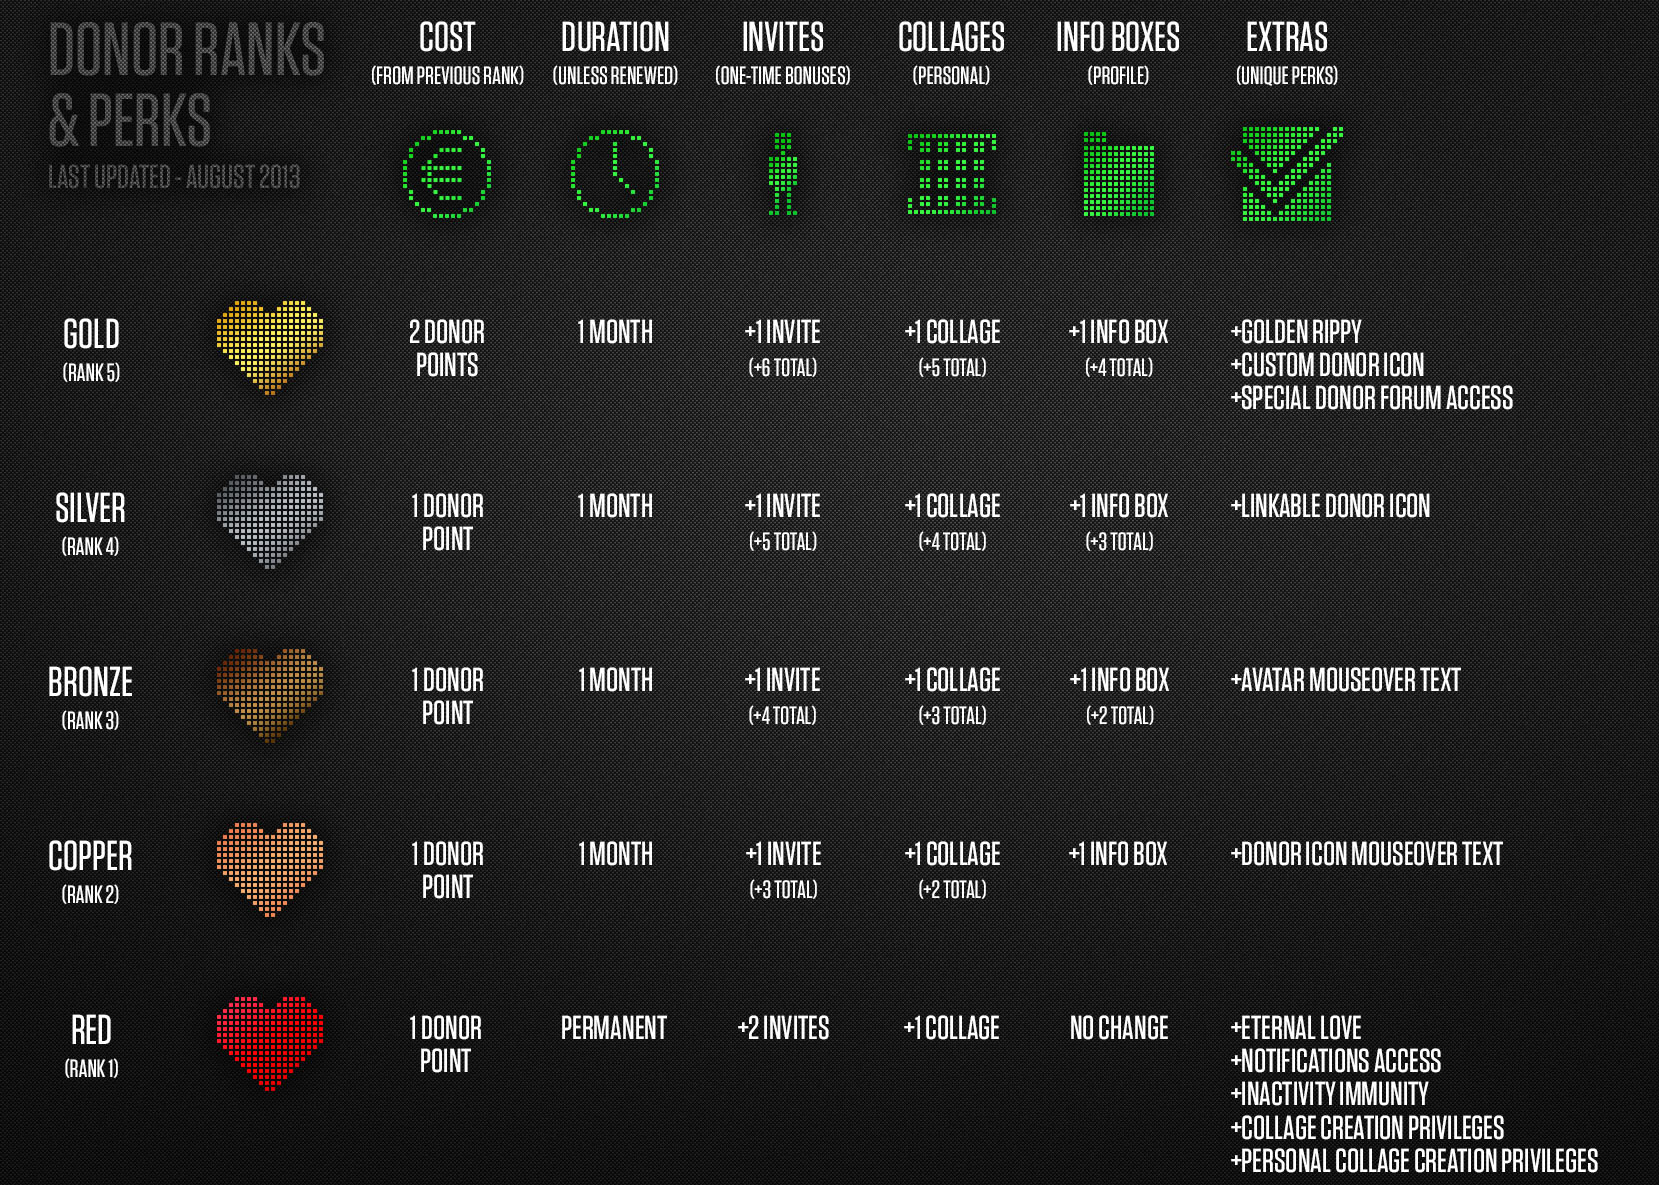 DONOR RANKS
& PERKS
LAST UPDATED - AUGUST 2013
COST
(FROM PREVIOUS RANK)
DURATION
(UNLESS RENEWED)
INVITES
(ONE-TIME BONUSES)
COLLAGES
(PERSONAL)
INFO BOXES
(PROFILE)
EXTRAS
(UNIQUE PERKS)
GOLD
(RANK 5)
2 DONOR
POINTS
1 MONTH
+1 INVITE
(+6 TOTAL)
+1 COLLAGE
(+5 TOTAL)
+1 INFO BOX
(+4 TOTAL)
+GOLDEN RIPPY
+CUSTOM DONOR ICON
+SPECIAL DONOR FORUM ACCESS
SILVER
(RANK 4)
1 DONOR
POINT
1 MONTH
+1 INVITE
(+5 TOTAL)
+1 COLLAGE
(+4 TOTAL)
+1 INFO BOX
(+3 TOTAL)
+LINKABLE DONOR ICON
BRONZE
(RANK 3)
1 DONOR
POINT
1 MONTH
+1 INVITE
(+4 TOTAL)
+1 COLLAGE
(+3 TOTAL)
+1 INFO BOX
(+2 TOTAL)
+AVATAR MOUSEOVER TEXT
COPPER
(RANK 2)
1 DONOR
POINT
1 MONTH
+1 INVITE
(+3 TOTAL)
+1 COLLAGE
(+2 TOTAL)
+1 INFO BOX
+DONOR ICON MOUSEOVER TEXT
RED
(RANK 1)
1 DONOR
POINT
PERMANENT
+2 INVITES
+1 COLLAGE
NO CHANGE
+ETERNAL LOVE
+NOTIFICATIONS ACCESS
+INACTIVITY IMMUNITY
+COLLAGE CREATION PRIVILEGES
+PERSONAL COLLAGE CREATION PRIVILEGES